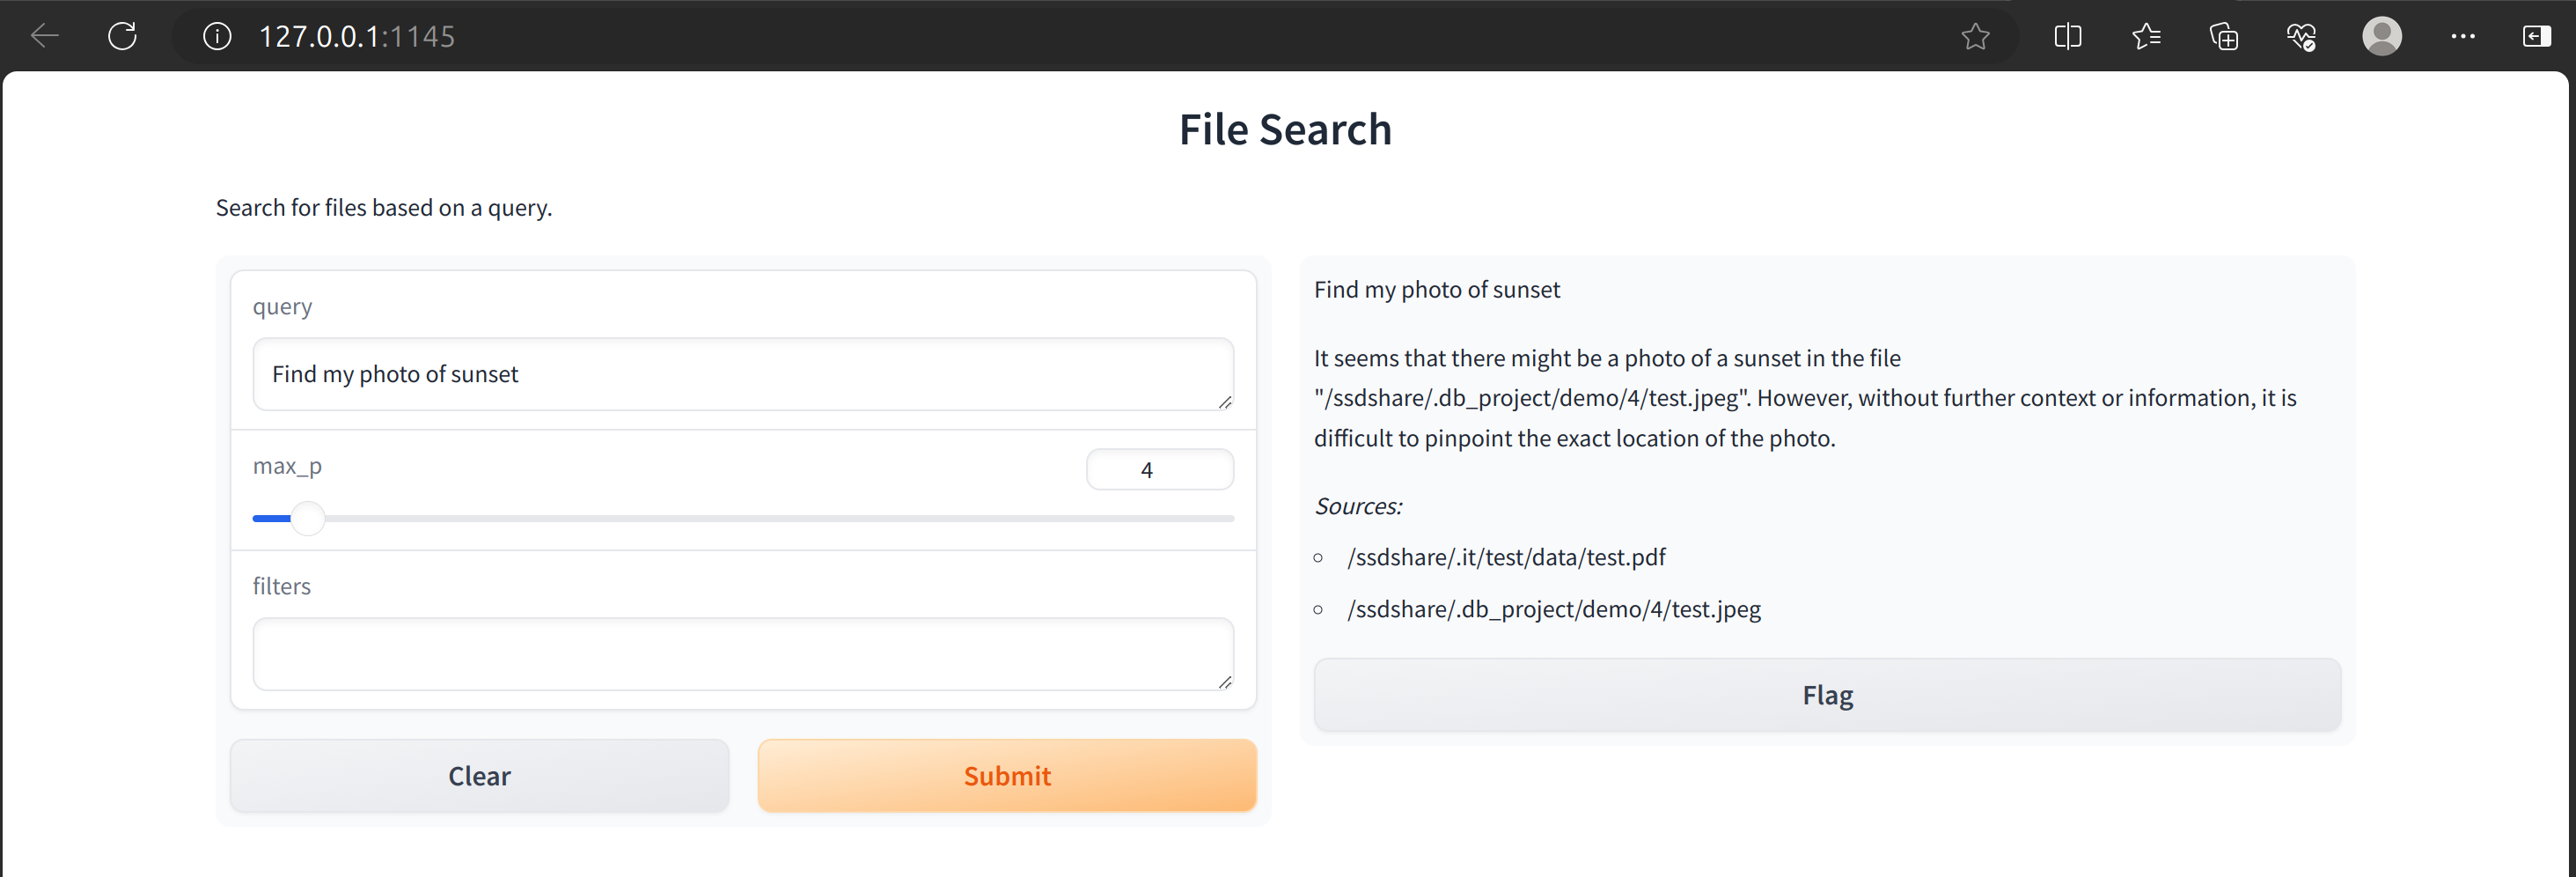 127.0.0.1:1145
File Search
Search for files based on a query.
query
Find my photo of sunset
max_p
4
filters
Clear
Submit
Find my photo of sunset
It seems that there might be a photo of a sunset in the file
"/ssdshare/.db_project/demo/4/test.jpeg". However, without further context or information, it is
difficult to pinpoint the exact location of the photo.
Sources:
/ssdshare/.it/test/data/test.pdf
/ssdshare/.db_project/demo/4/test.jpeg
Flag